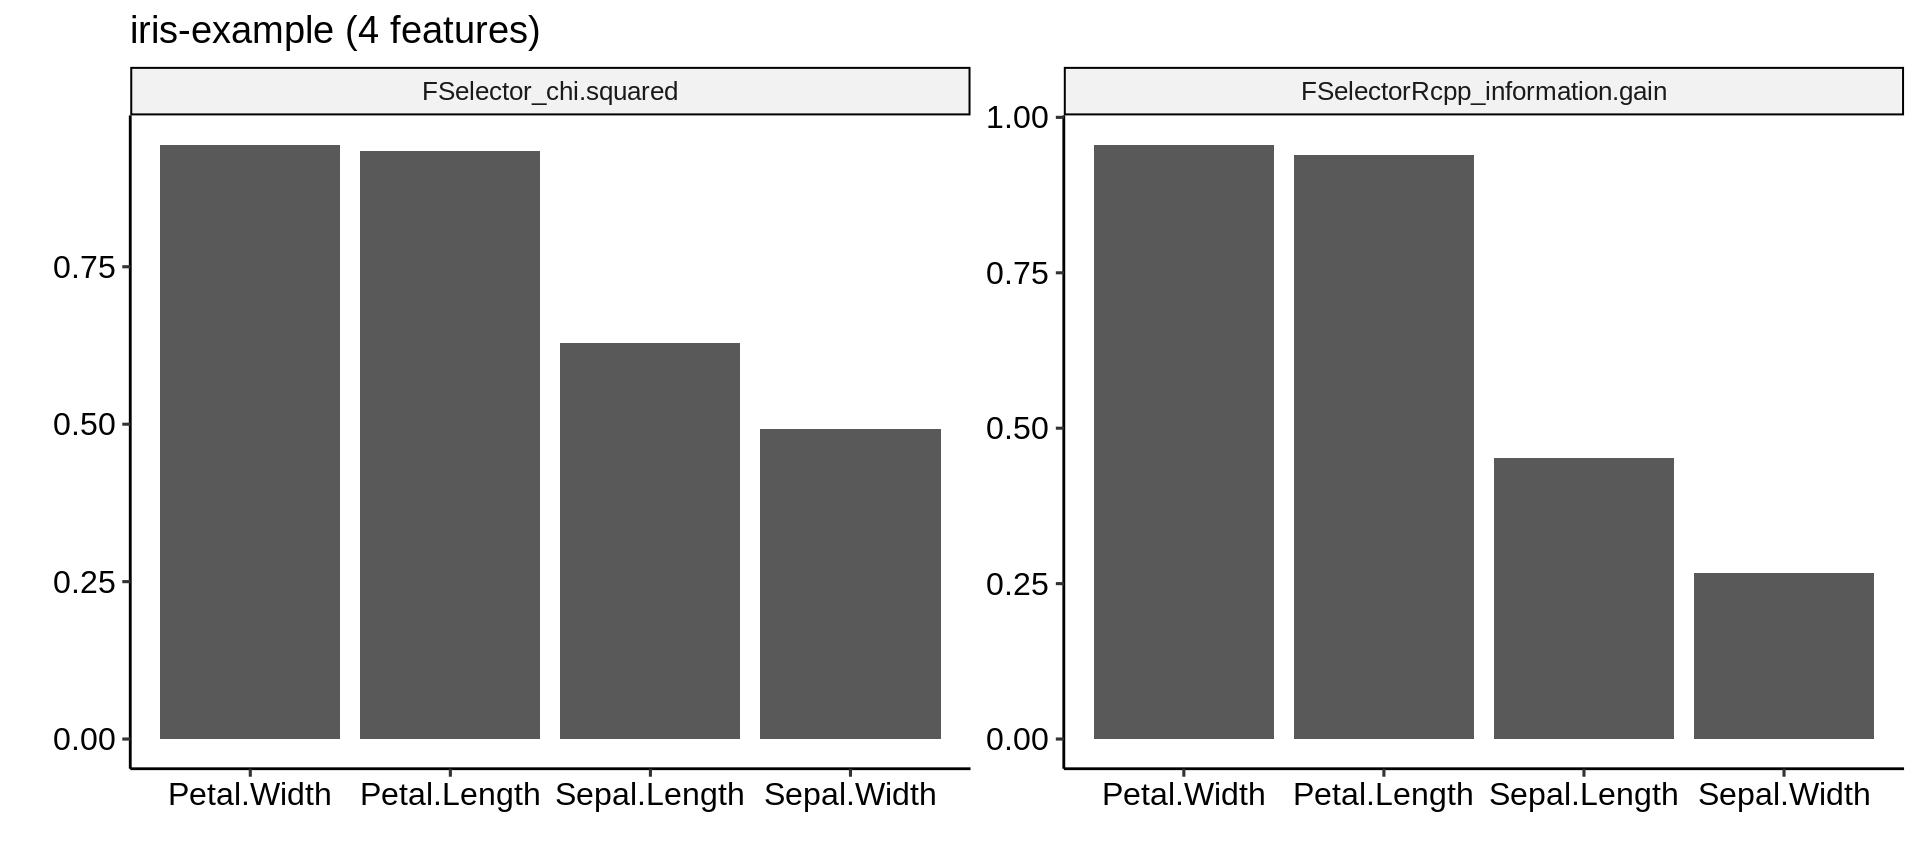 iris-example (4 features)
FSelector_chi.squared
0.75
0.50
0.25
0.00
Petal.Width Petal.Length Sepal.Length Sepal.Width
FSelectorRcpp_information.gain
1.00
0.75
0.50
0.25
0.00
Petal.Width Petal.Length Sepal.Length Sepal.Width